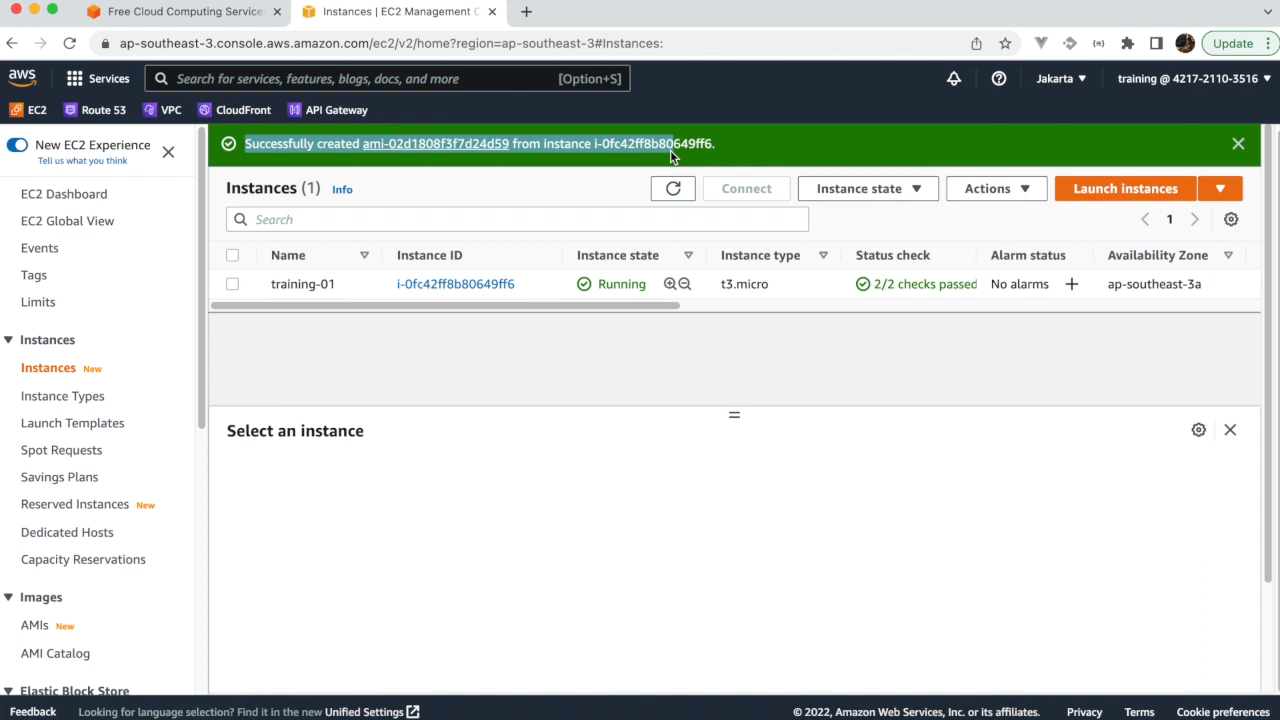 Free Cloud Computing Services
Instances | EC2 Management C
ap-southeast-3.console.aws.amazon.com/ec2/v2/home?region=ap-southeast-3#Instances:
Update
aws
Services
Search for services, features, blogs, docs, and more
[Option+S]
Jakarta
training @ 4217-2110-3516
EC2
Route 53
VPC
CloudFront
API Gateway
New EC2 Experience
Tell us what you think
EC2 Dashboard
EC2 Global View
Events
Tags
Limits
Instances
Instances New
Instance Types
Launch Templates
Spot Requests
Savings Plans
Reserved Instances New
Dedicated Hosts
Capacity Reservations
Images
AMIs New
AMI Catalog
Elastic Block Store
Successfully created ami-02d1808f3f7d24d59 from instance i-0fc42ff8b80649ff6.
Instances (1) Info
Connect
Instance state
Actions
Launch instances
Search
1
Name
Instance ID
Instance state
Instance type
Status check
Alarm status
Availability Zone
training-01
i-0fc42ff8b80649ff6
Running
t3.micro
2/2 checks passed
No alarms
ap-southeast-3a
Select an instance
Feedback
Looking for language selection? Find it in the new Unified Settings
© 2022, Amazon Web Services, Inc. or its affiliates.
Privacy
Terms
Cookie preferences